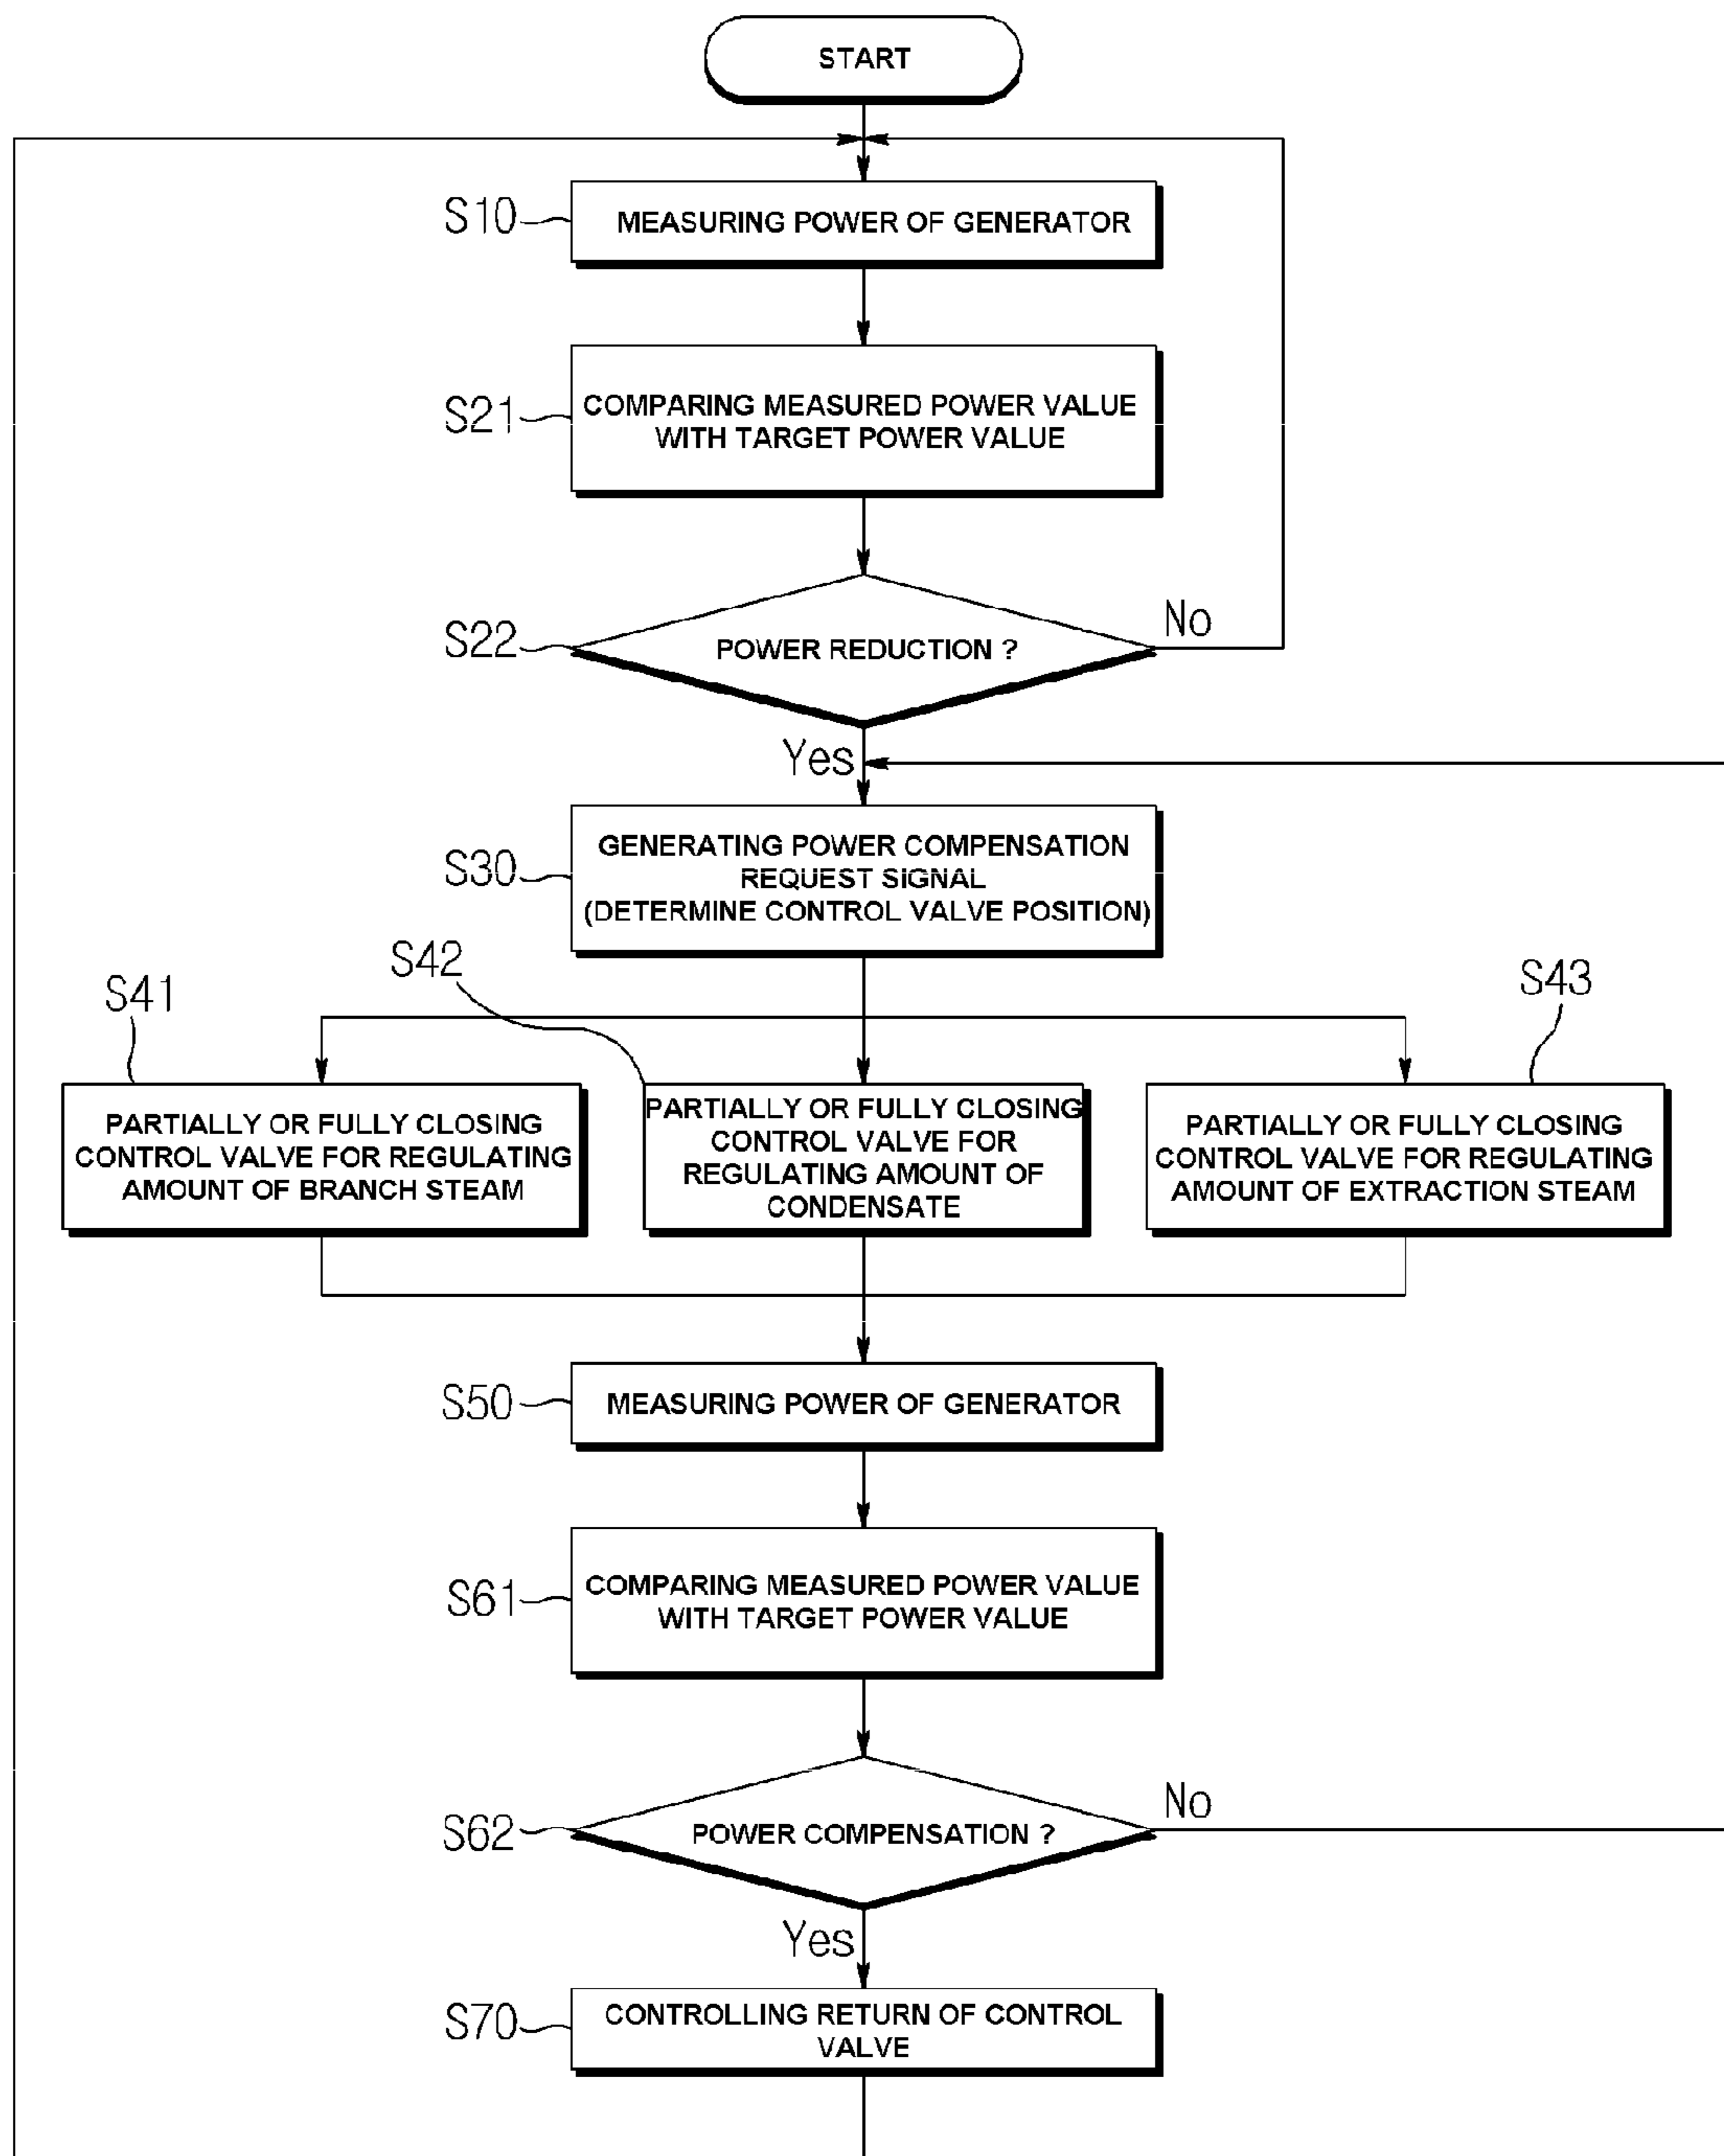 START
S10
MEASURING POWER OF GENERATOR
S21
COMPARING MEASURED POWER VALUE
WITH TARGET POWER VALUE
S22
POWER REDUCTION ?
No
Yes
S30
GENERATING POWER COMPENSATION
REQUEST SIGNAL
(DETERMINE CONTROL VALVE POSITION)
S41
S42
S43
PARTIALLY OR FULLY CLOSING
CONTROL VALVE FOR REGULATING
AMOUNT OF BRANCH STEAM
PARTIALLY OR FULLY CLOSING
CONTROL VALVE FOR
REGULATING AMOUNT OF
CONDENSATE
PARTIALLY OR FULLY CLOSING
CONTROL VALVE FOR REGULATING
AMOUNT OF EXTRACTION STEAM
S50
MEASURING POWER OF GENERATOR
S61
COMPARING MEASURED POWER VALUE
WITH TARGET POWER VALUE
S62
POWER COMPENSATION ?
No
Yes
S70
CONTROLLING RETURN OF CONTROL
VALVE